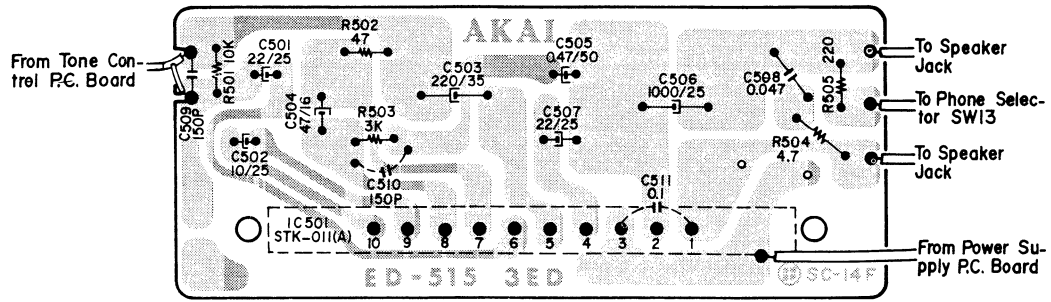 AKAI
From Tone Con-
trol P.C. Board
C509
150P
R501 10K
C501
22/25
R502
47
C502
10/25
C504
47/16
R503
3K
C510
150P
C503
220/35
C505
0.47/50
C507
22/25
C506
1000/25
C508
0.047
R505 220
R504
4.7
To Speaker
Jack
To Phone Selec-
tor SW13
To Speaker
Jack
C511
0.1
IC501
STK-011(A)
10 9 8 7 6 5 4 3 2 1
From Power Su-
pply P.C. Board
ED-515 3ED
SC-14F